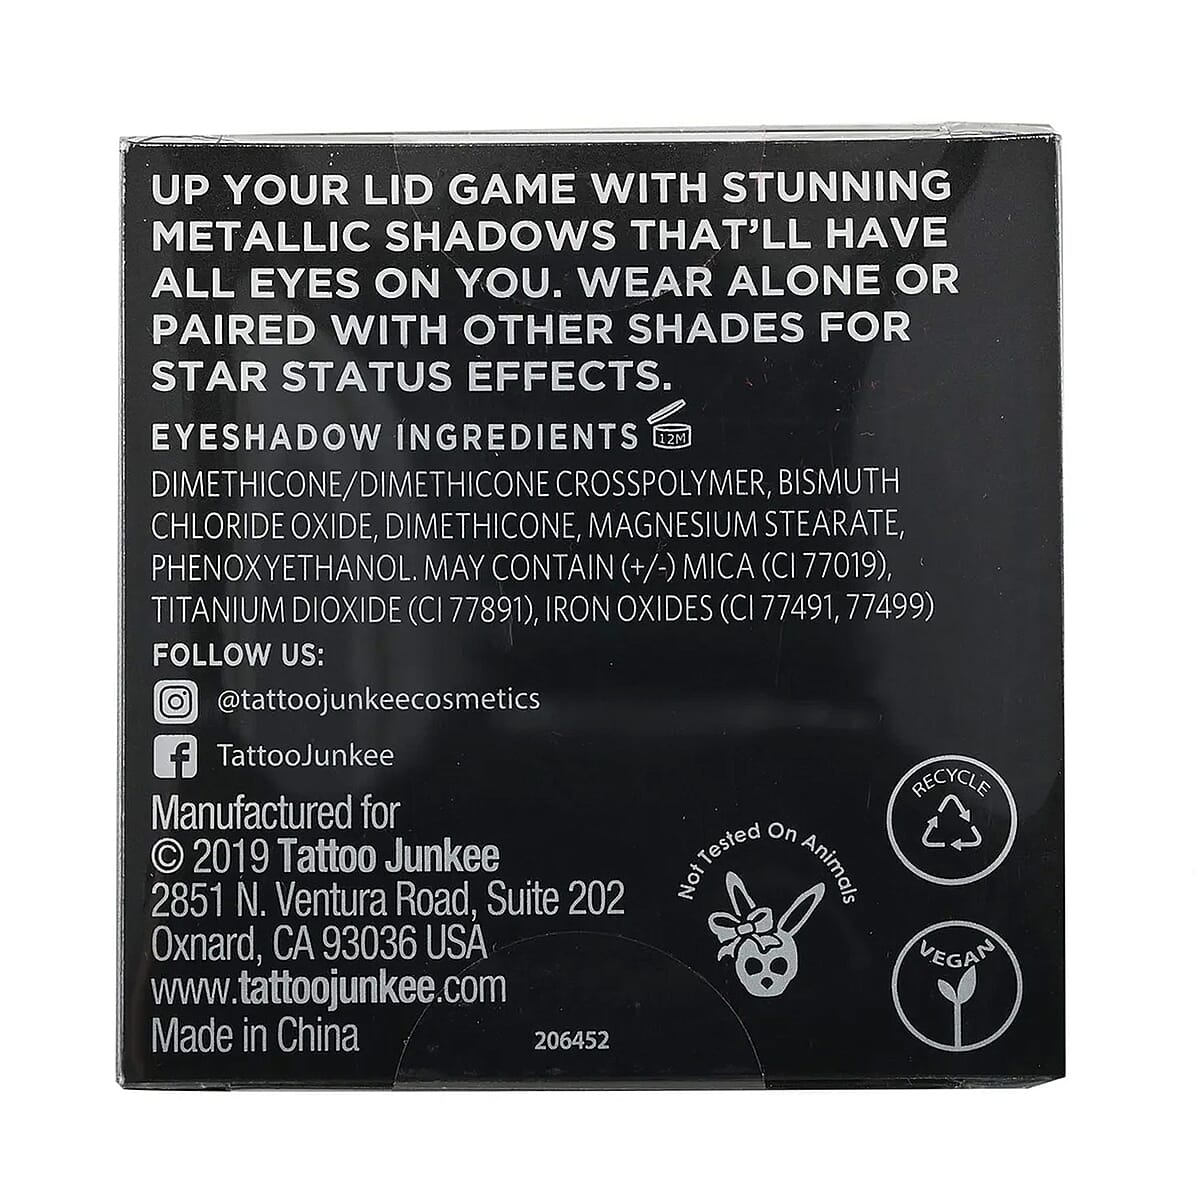 UP YOUR LID GAME WITH STUNNING
METALLIC SHADOWS THAT'LL HAVE
ALL EYES ON YOU. WEAR ALONE OR
PAIRED WITH OTHER SHADES FOR
STAR STATUS EFFECTS.
EYESHADOW INGREDIENTS 12M
DIMETHICONE/DIMETHICONE CROSSPOLYMER, BISMUTH
CHLORIDE OXIDE, DIMETHICONE, MAGNESIUM STEARATE,
PHENOXYETHANOL. MAY CONTAIN (+/-) MICA (CI 77019),
TITANIUM DIOXIDE (CI 77891), IRON OXIDES (CI 77491, 77499)
FOLLOW US:
@tattoojunkeecosmetics
TattooJunkee
Manufactured for
© 2019 Tattoo Junkee
2851 N. Ventura Road, Suite 202
Oxnard, CA 93036 USA
www.tattoojunkee.com
Made in China
206452
Not Tested On Animals
RECYCLE
VEGAN